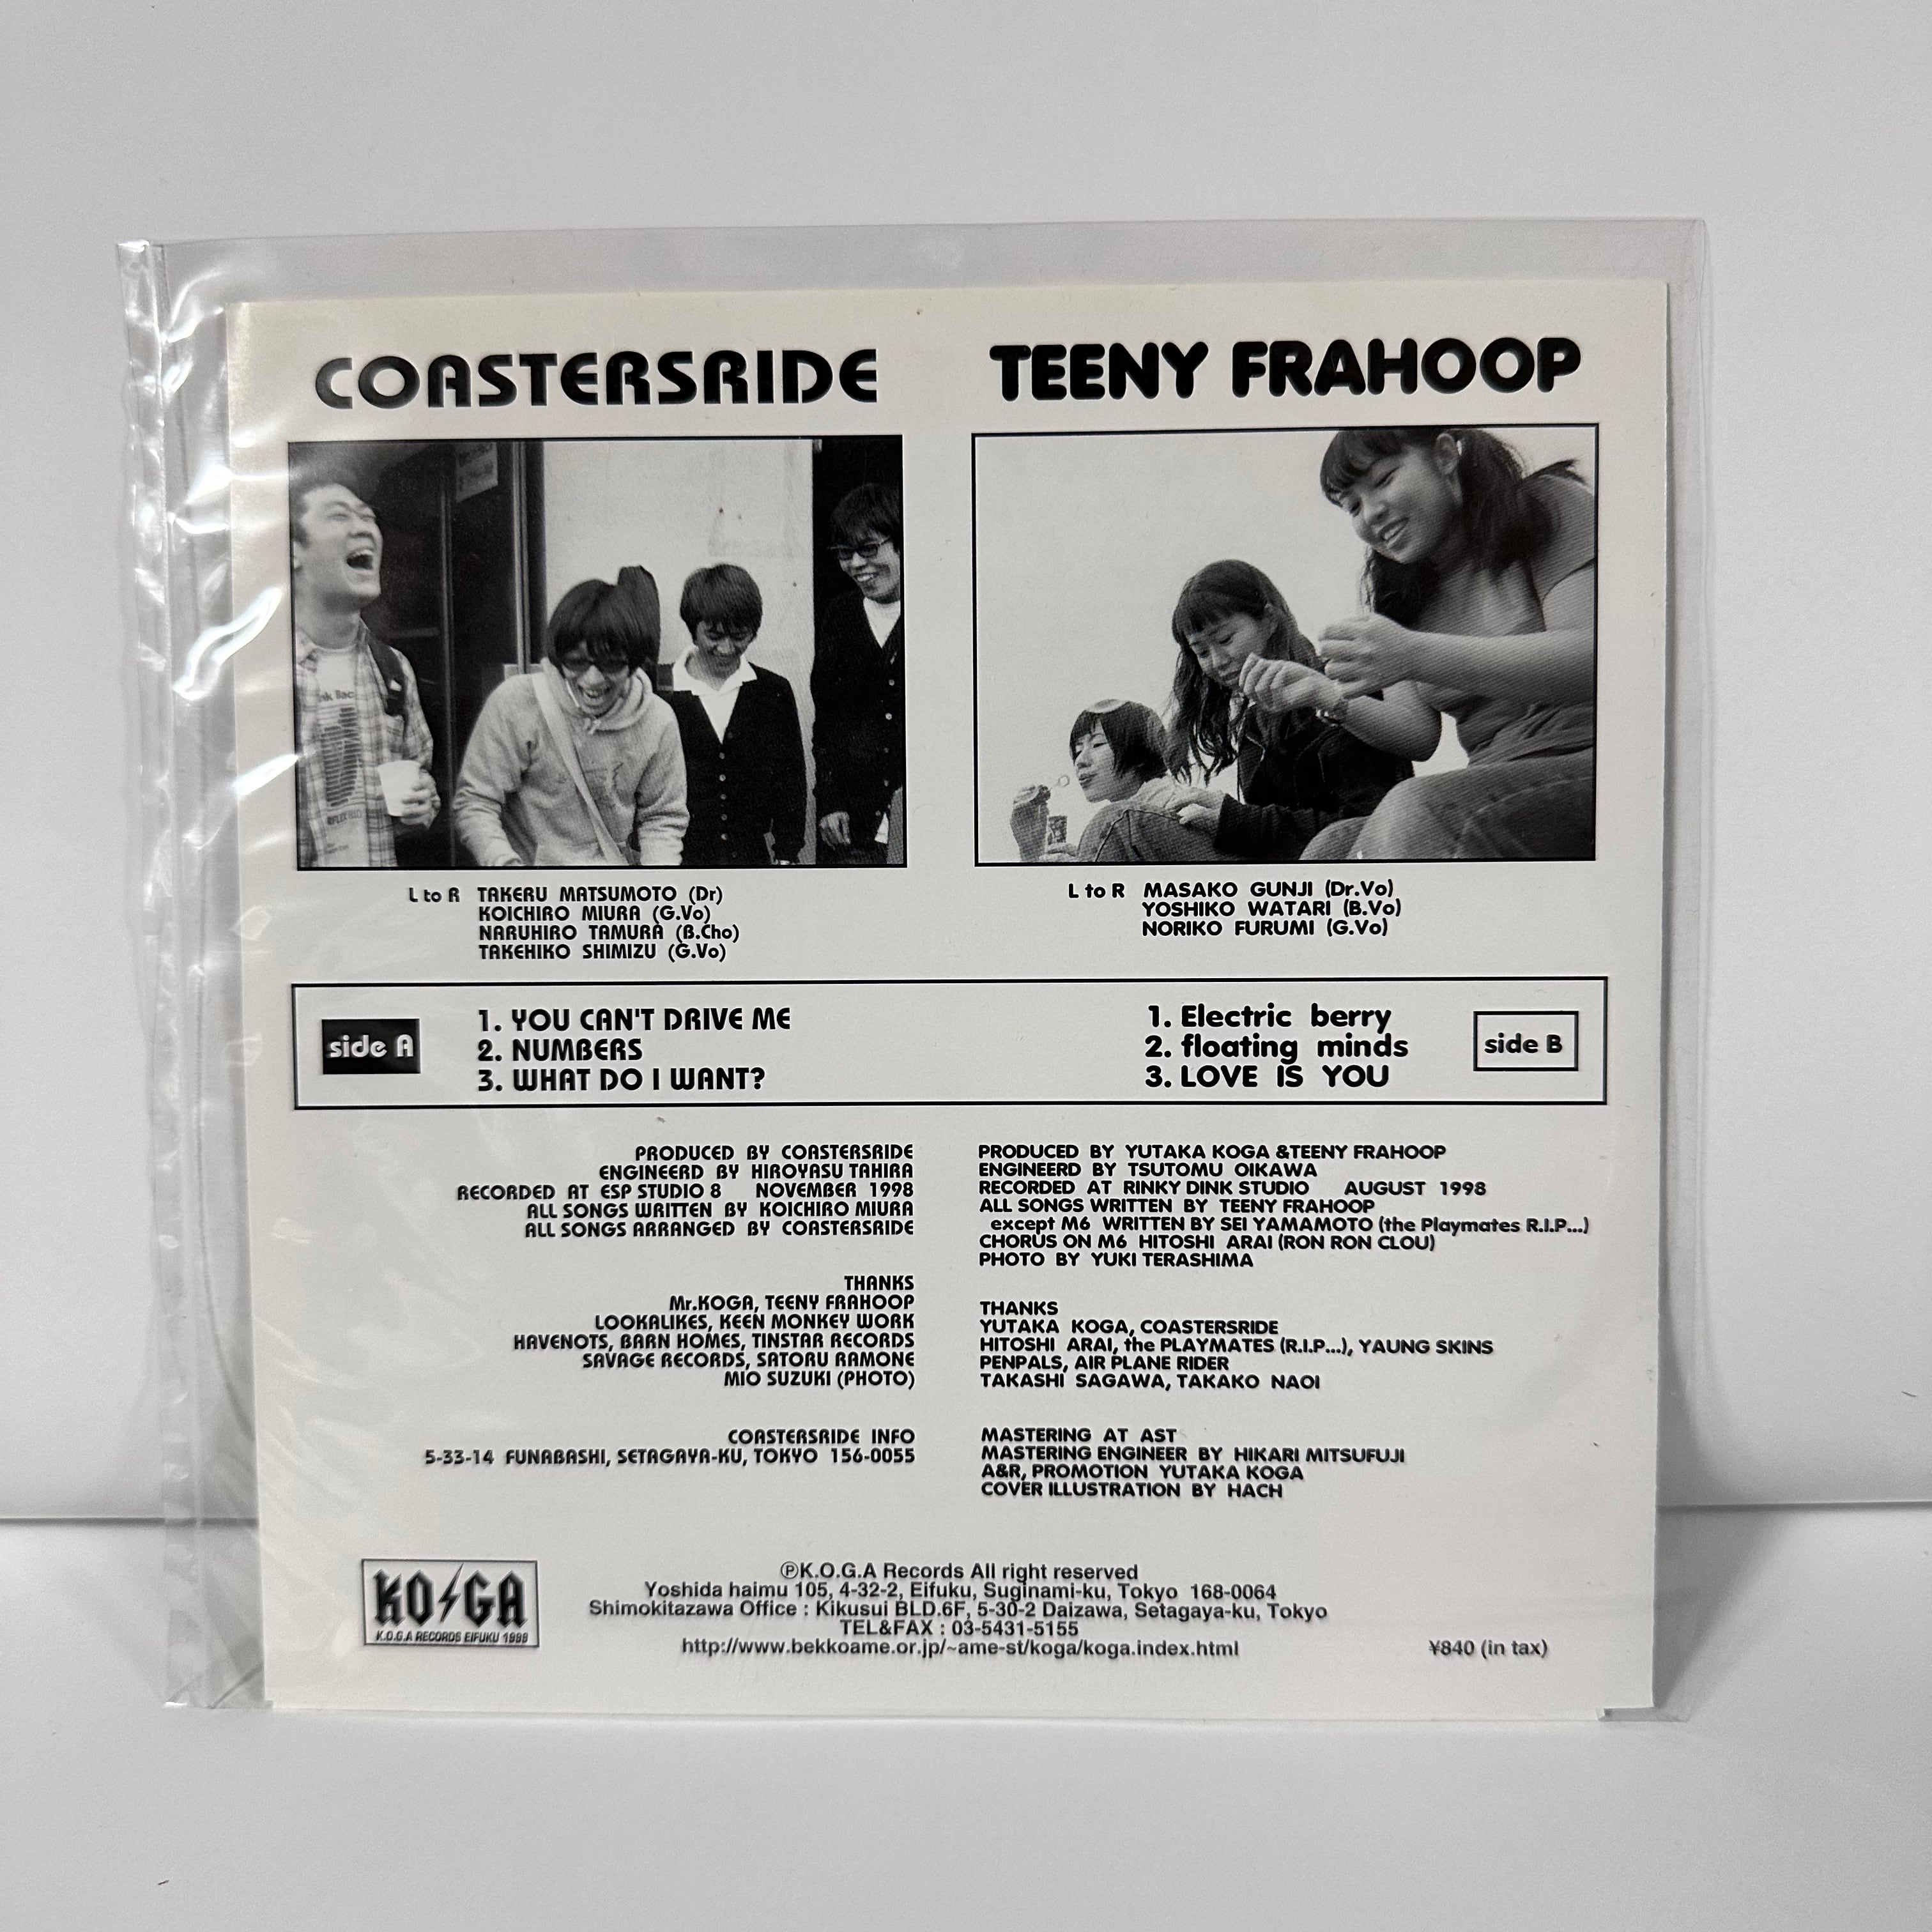 COASTERSRIDE
TEENY FRAHOOP
L to R TAKERU MATSUMOTO (Dr)
KOICHIRO MIURA (G.Vo)
NARUHIRO TAMURA (B.Cho)
TAKEHIKO SHIMIZU (G.Vo)
L to R MASAKO GUNJI (Dr.Vo)
YOSHIKO WATARI (B.Vo)
NORIKO FURUMI (G.Vo)
side A
1. YOU CAN'T DRIVE ME
2. NUMBERS
3. WHAT DO I WANT?
1. Electric berry
2. floating minds
3. LOVE IS YOU
side B
PRODUCED BY COASTERSRIDE
ENGINEERD BY HIROYASU TAHIRA
RECORDED AT ESP STUDIO 8 NOVEMBER 1998
ALL SONGS WRITTEN BY KOICHIRO MIURA
ALL SONGS ARRANGED BY COASTERSRIDE
THANKS
Mr.KOGA, TEENY FRAHOOP
LOOKALIKES, KEEN MONKEY WORK
HAVENOTS, BARN HOMES, TINSTAR RECORDS
SAVAGE RECORDS, SATORU RAMONE
MIO SUZUKI (PHOTO)
COASTERSRIDE INFO
5-33-14 FUNABASHI, SETAGAYA-KU, TOKYO 156-0055
PRODUCED BY YUTAKA KOGA &TEENY FRAHOOP
ENGINEERD BY TSUTOMU OIKAWA
RECORDED AT RINKY DINK STUDIO AUGUST 1998
ALL SONGS WRITTEN BY TEENY FRAHOOP
except M6 WRITTEN BY SEI YAMAMOTO (the Playmates R.I.P...)
CHORUS ON M6 HITOSHI ARAI (RON RON CLOU)
PHOTO BY YUKI TERASHIMA
THANKS
YUTAKA KOGA, COASTERSRIDE
HITOSHI ARAI, the PLAYMATES (R.I.P...), YAUNG SKINS
PENPALS, AIR PLANE RIDER
TAKASHI SAGAWA, TAKAKO NAOI
MASTERING AT AST
MASTERING ENGINEER BY HIKARI MITSUFUJI
A&R, PROMOTION YUTAKA KOGA
COVER ILLUSTRATION BY HACH
KOGA
K.O.G.A RECORDS EIFUKU 1998
ⓅK.O.G.A Records All right reserved
Yoshida haimu 105, 4-32-2, Eifuku, Suginami-ku, Tokyo 168-0064
Shimokitazawa Office : Kikusui BLD.6F, 5-30-2 Daizawa, Setagaya-ku, Tokyo
TEL&FAX : 03-5431-5155
http://www.bekkoame.or.jp/~ame-st/koga/koga.index.html
¥840 (in tax)